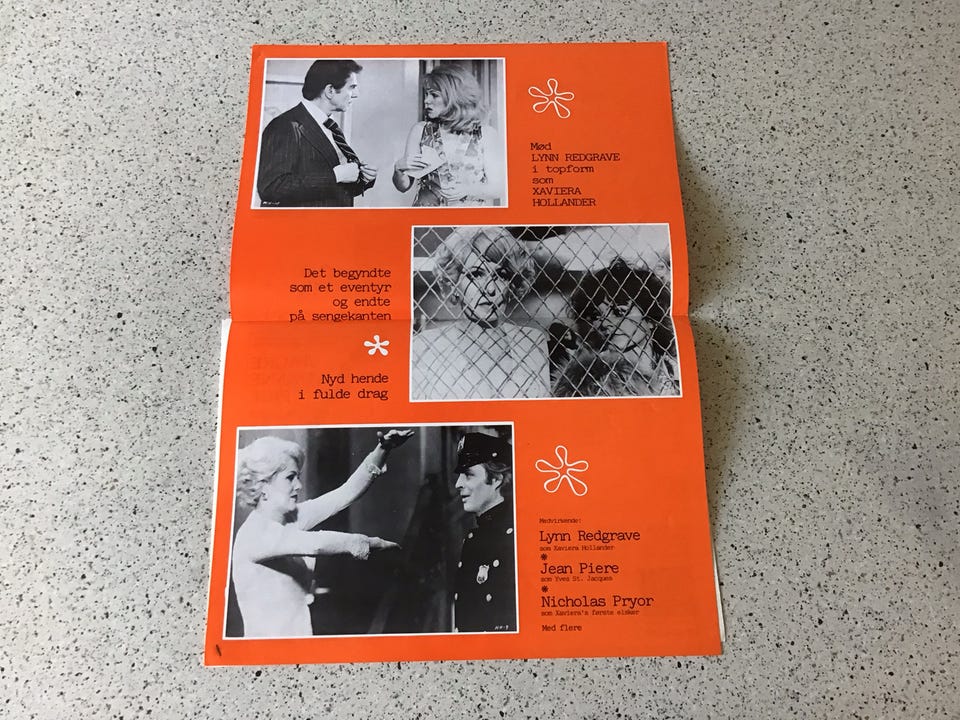 Mød
LYNN REDGRAVE
i topform
som
XAVIERA
HOLLANDER
Det begyndte
som et eventyr
og endte
på sengekanten
Nyd hende
i fulde drag
Medvirkende:
Lynn Redgrave
som Xaviera Hollander
Jean Piere
som Yves St. Jacques
Nicholas Pryor
som Xaviera's første elsker
Med flere